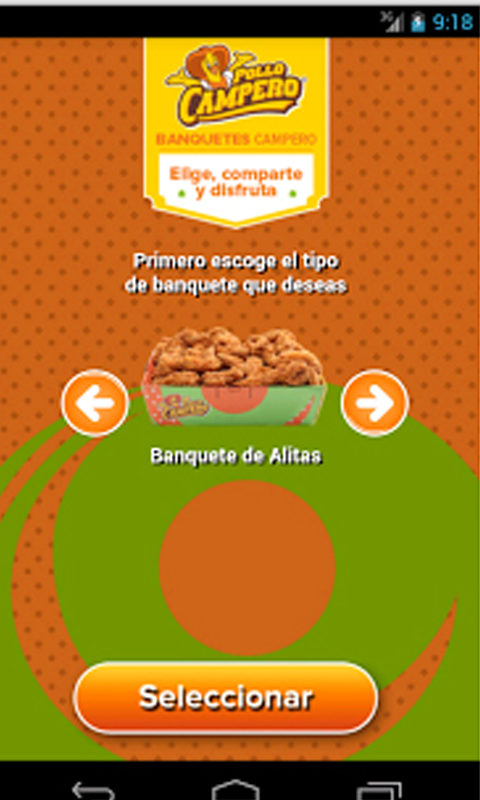 3G 9:18
POLLO
CAMPERO
BANQUETES CAMPERO
Elige, comparte
y disfruta
Primero escoge el tipo
de banquete que deseas
Campero
Banquete de Alitas
Seleccionar